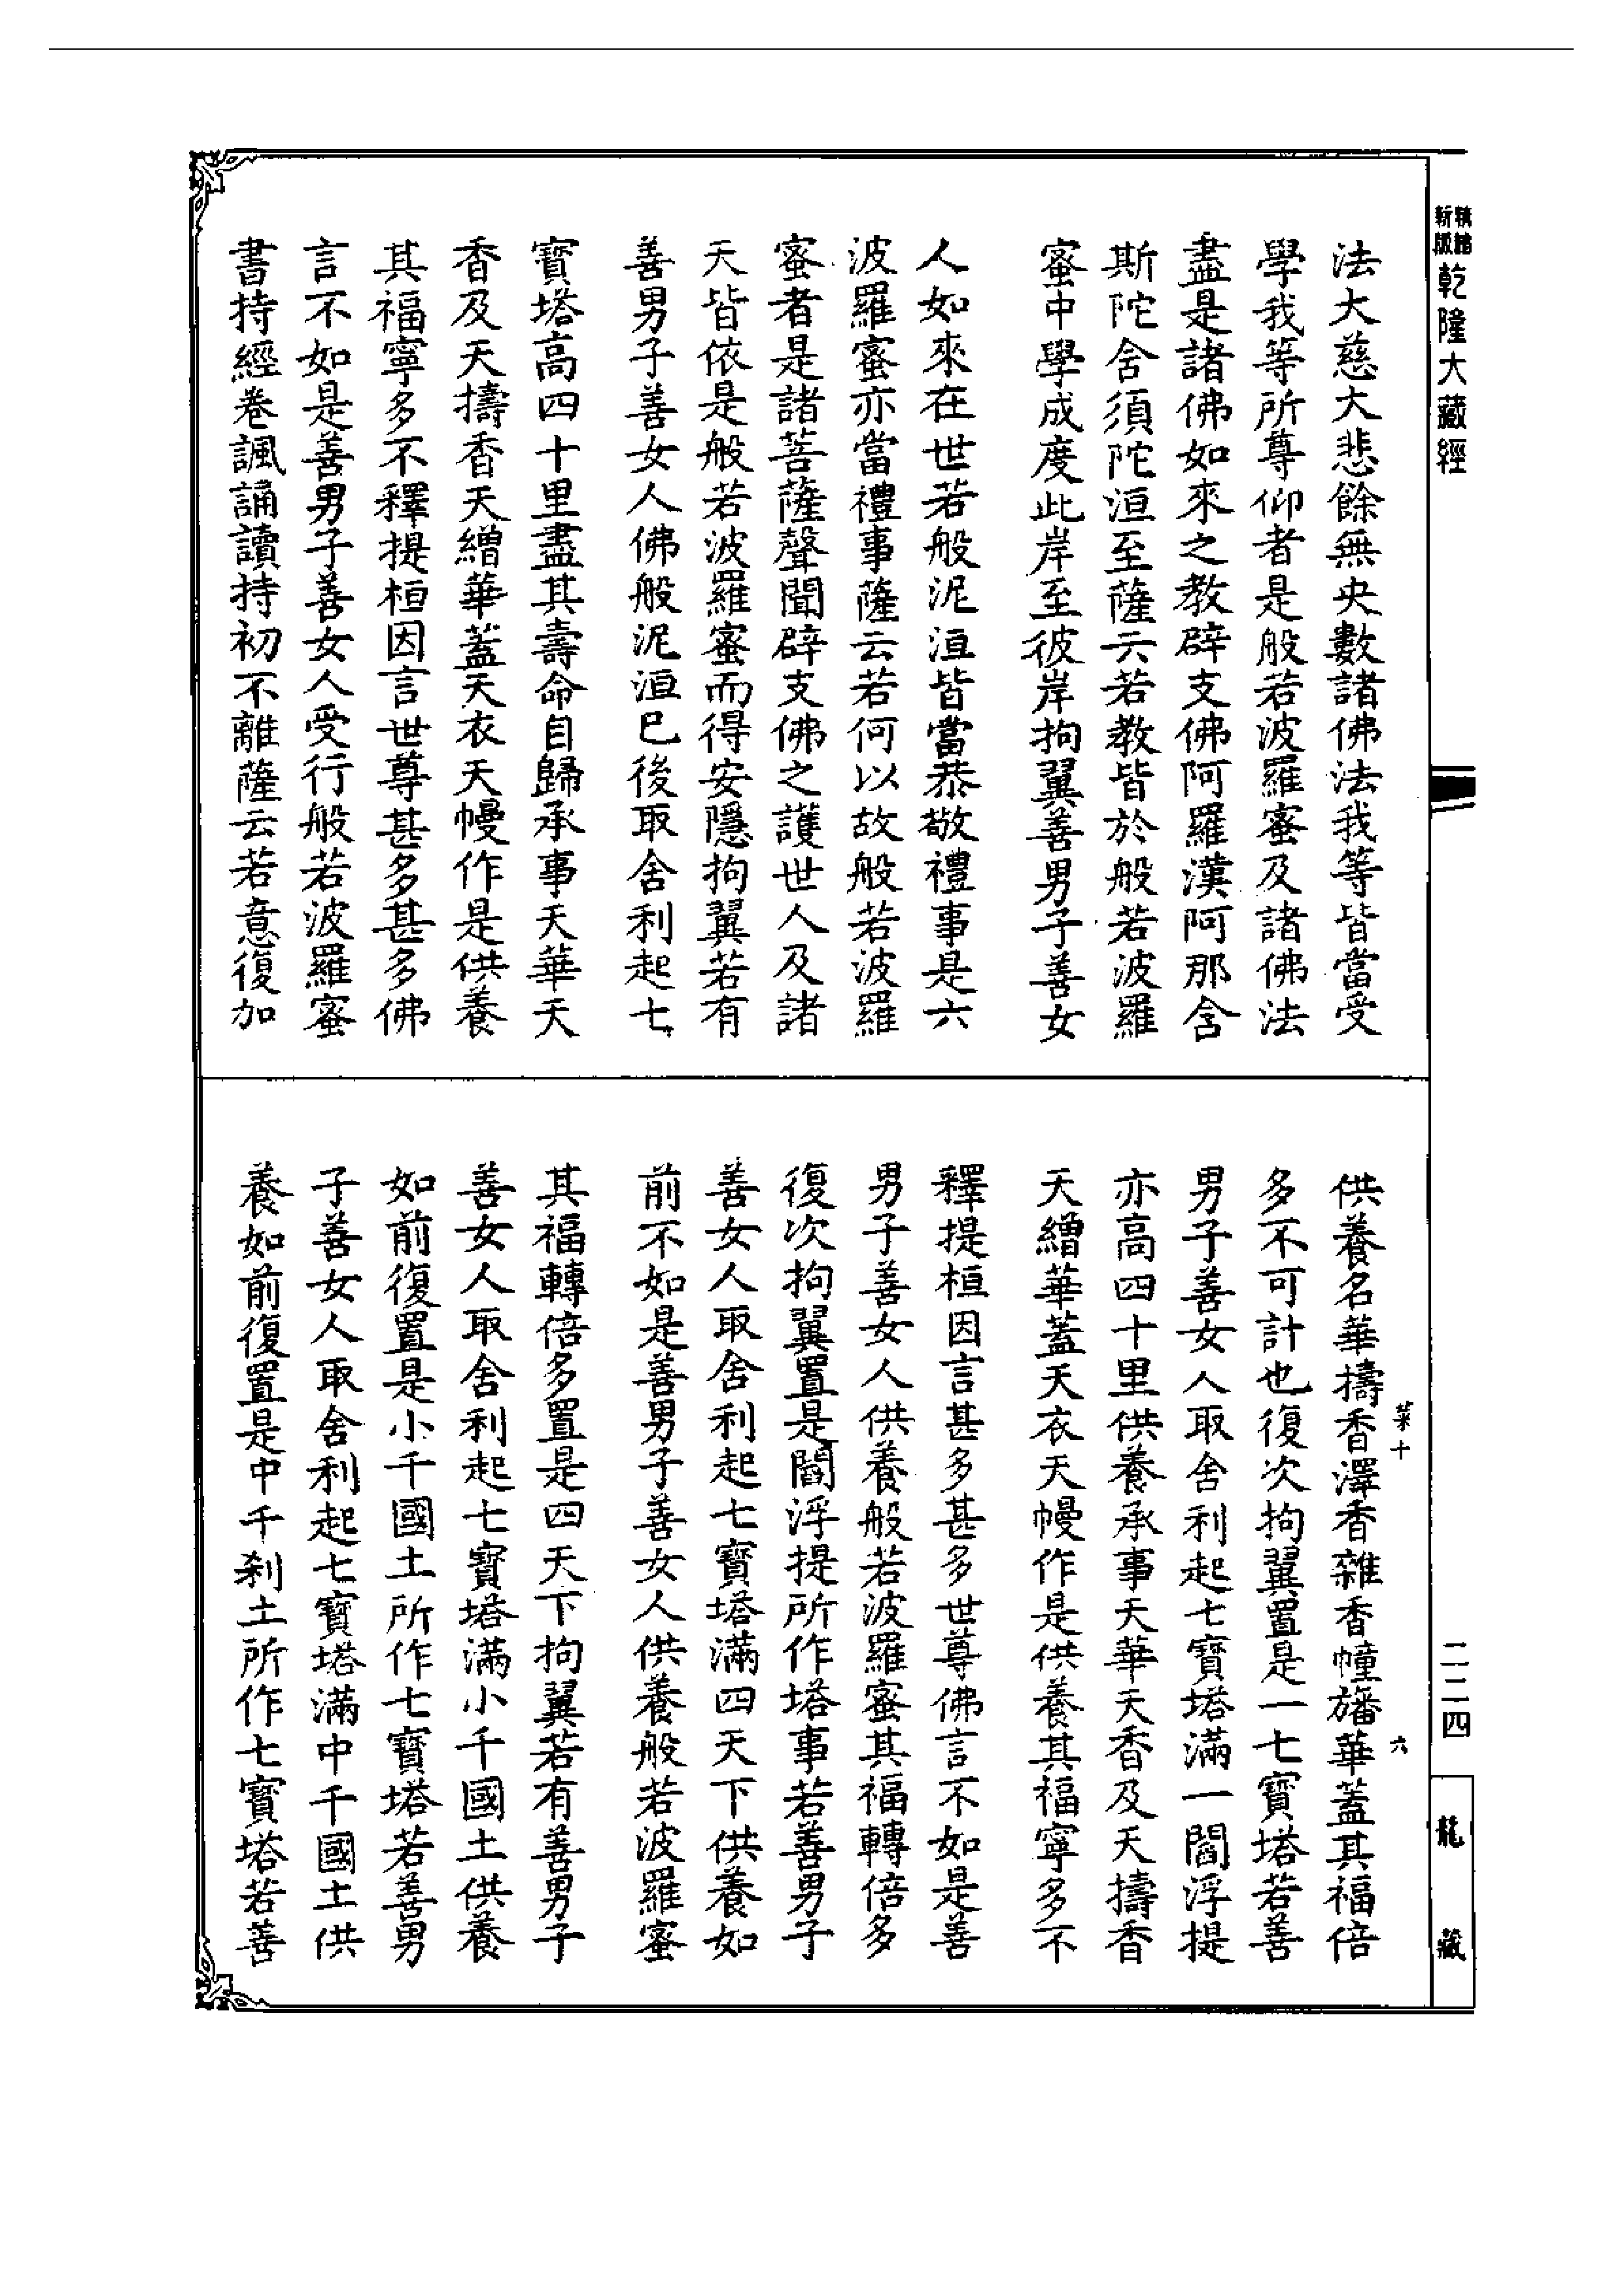 新版精縮乾隆大藏經
法大慈大悲餘無央數諸佛法我等皆當受
學我等所尊仰者是般若波羅蜜及諸佛法
盡是諸佛如來之教辟支佛阿羅漢阿那含
斯陀含須陀洹至薩云若教皆於般若波羅
蜜中學成度此岸至彼岸拘翼善男子善女
人如來在世若般泥洹皆當恭敬禮事是六
波羅蜜亦當禮事薩云若何以故般若波羅
蜜者是諸菩薩聲聞辟支佛之護世人及諸
天皆依是般若波羅蜜而得安隱拘翼若有
善男子善女人佛般泥洹已後取舍利起七
寶塔高四十里盡其壽命自歸承事天華天
香及天擣香天繒華蓋天衣天幔作是供養
其福寧多不釋提桓因言世尊甚多甚多佛
言不如是善男子善女人受行般若波羅蜜
書持經卷諷誦讀持初不離薩云若意復加
供養名華擣香澤香雜香幢旛華蓋其福倍
多不可計也復次拘翼置是一七寶塔若善
男子善女人取舍利起七寶塔滿一閻浮提
亦高四十里供養承事天華天香及天擣香
天繒華蓋天衣天幔作是供養其福寧多不
釋提桓因言甚多甚多世尊佛言不如是善
男子善女人供養般若波羅蜜其福轉倍多
復次拘翼置是閻浮提所作塔事若善男子
善女人取舍利起七寶塔滿四天下供養如
前不如是善男子善女人供養般若波羅蜜
其福轉倍多置是四天下拘翼若有善男子
善女人取舍利起七寶塔滿小千國土供養
如前復置是小千國土所作七寶塔若善男
子善女人取舍利起七寶塔滿中千國土供
養如前復置是中千刹土所作七寶塔若善
菜十
六
二二四
龍藏